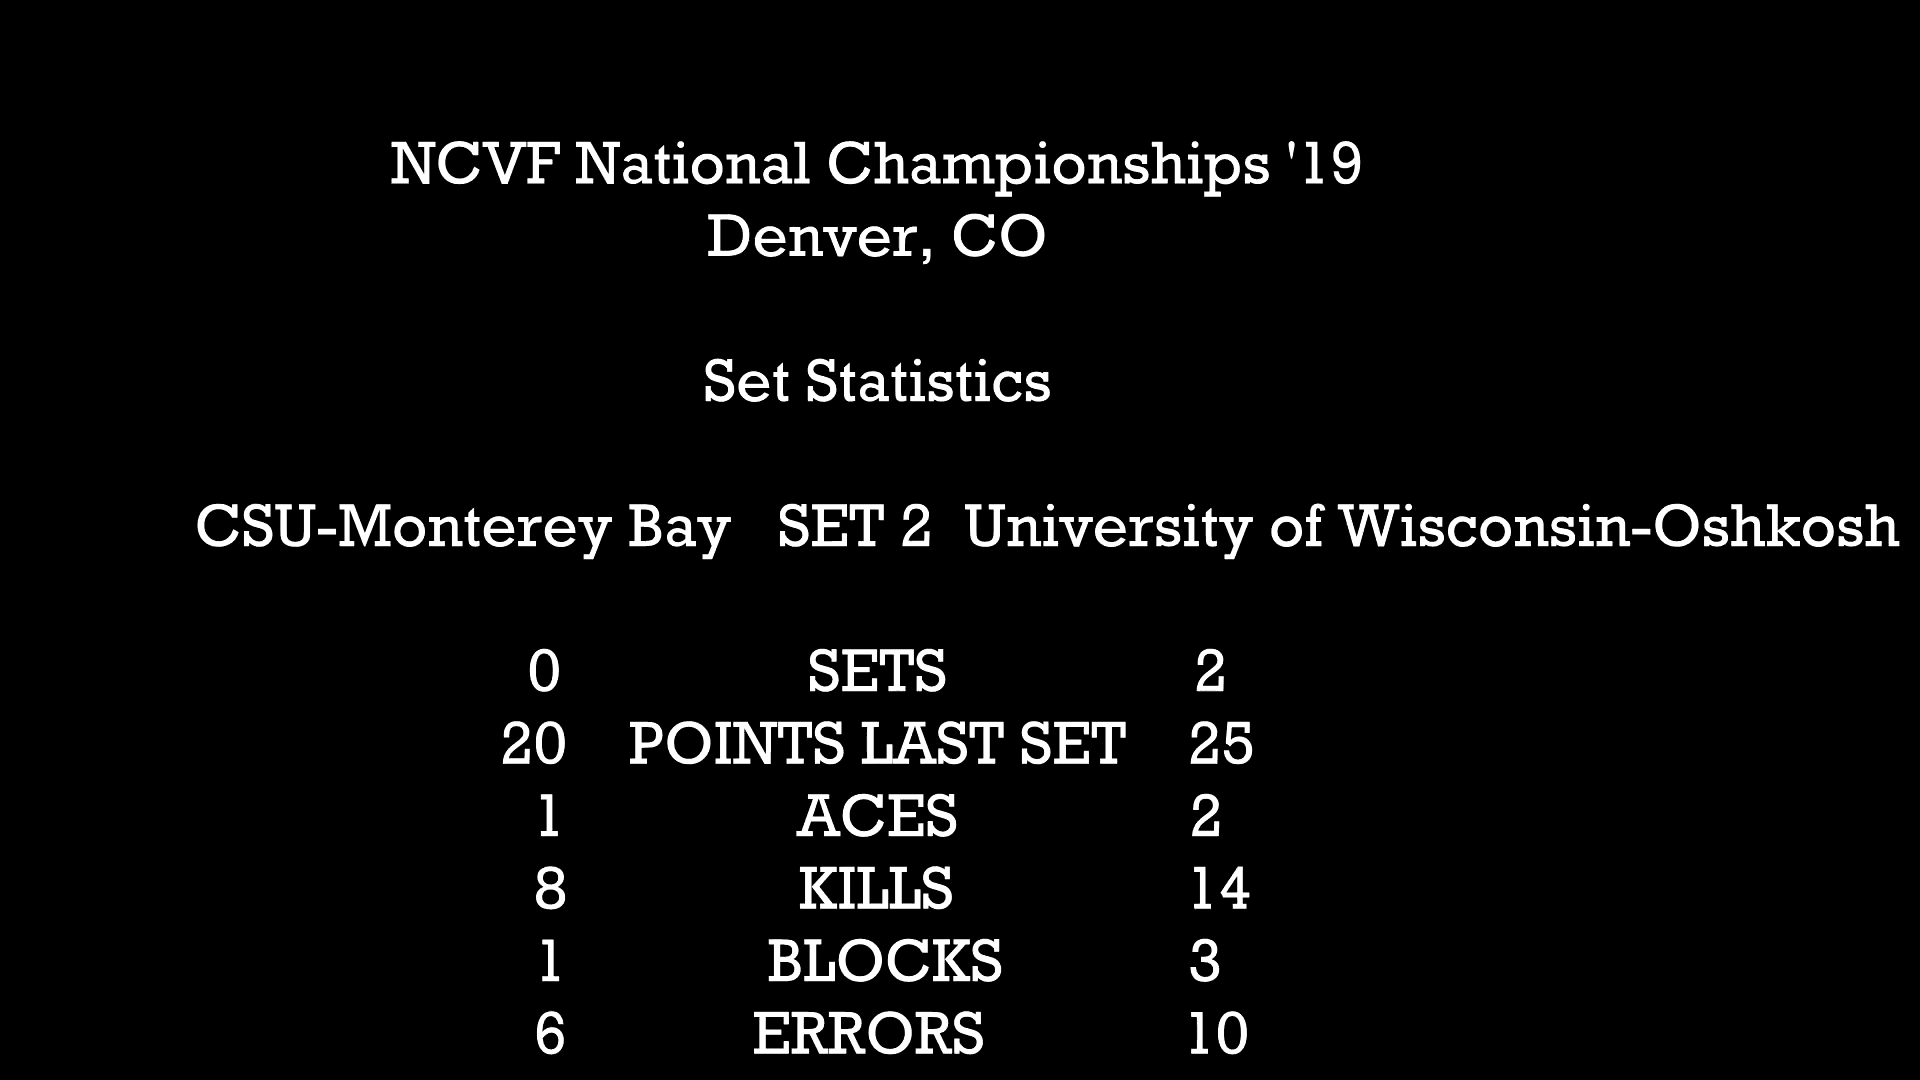 NCVF National Championships '19
Denver, CO
Set Statistics
CSU-Monterey Bay SET 2 University of Wisconsin-Oshkosh
0 SETS 2
20 POINTS LAST SET 25
1 ACES 2
8 KILLS 14
1 BLOCKS 3
6 ERRORS 10